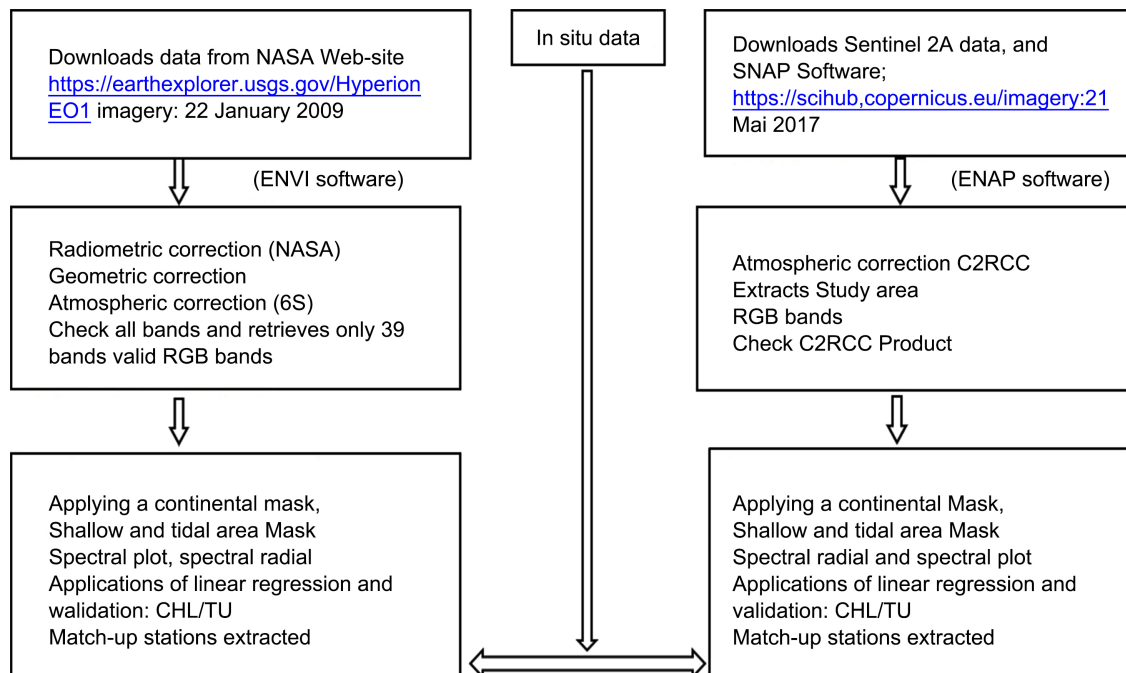 Downloads data from NASA Web-site
https://earthexplorer.usgs.gov/Hyperion
EO1 imagery: 22 January 2009
In situ data
Downloads Sentinel 2A data, and
SNAP Software;
https://scihub,copernicus.eu/imagery:21
Mai 2017
(ENVI software)
(ENAP software)
Radiometric correction (NASA)
Geometric correction
Atmospheric correction (6S)
Check all bands and retrieves only 39
bands valid RGB bands
Atmospheric correction C2RCC
Extracts Study area
RGB bands
Check C2RCC Product
Applying a continental mask,
Shallow and tidal area Mask
Spectral plot, spectral radial
Applications of linear regression and
walidation: CHL/TU
Match-up stations extracted
Applying a continental Mask,
Shallow and tidal area Mask
Spectral radial and spectral plot
Applications of linear regression and
validation: CHL/TU
Match-up stations extracted